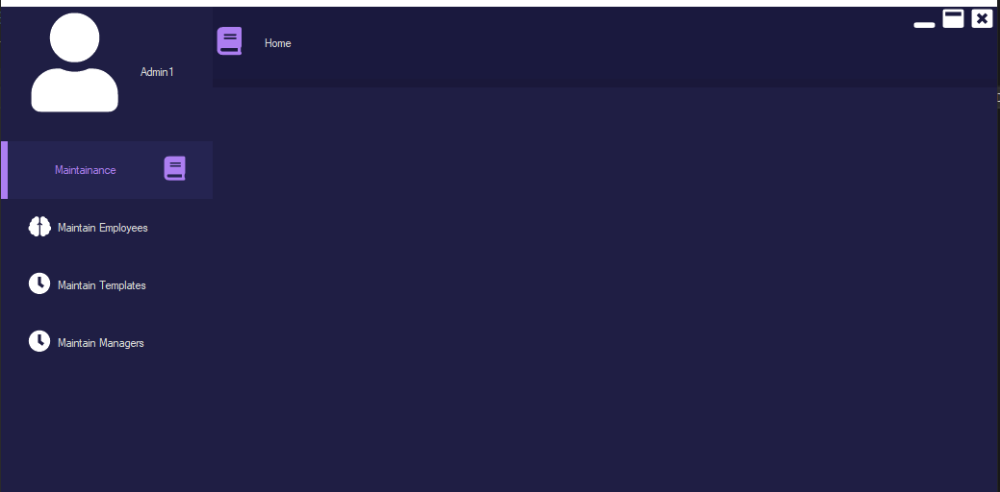 Admin1
Home
Maintainance
Maintain Employees
Maintain Templates
Maintain Managers